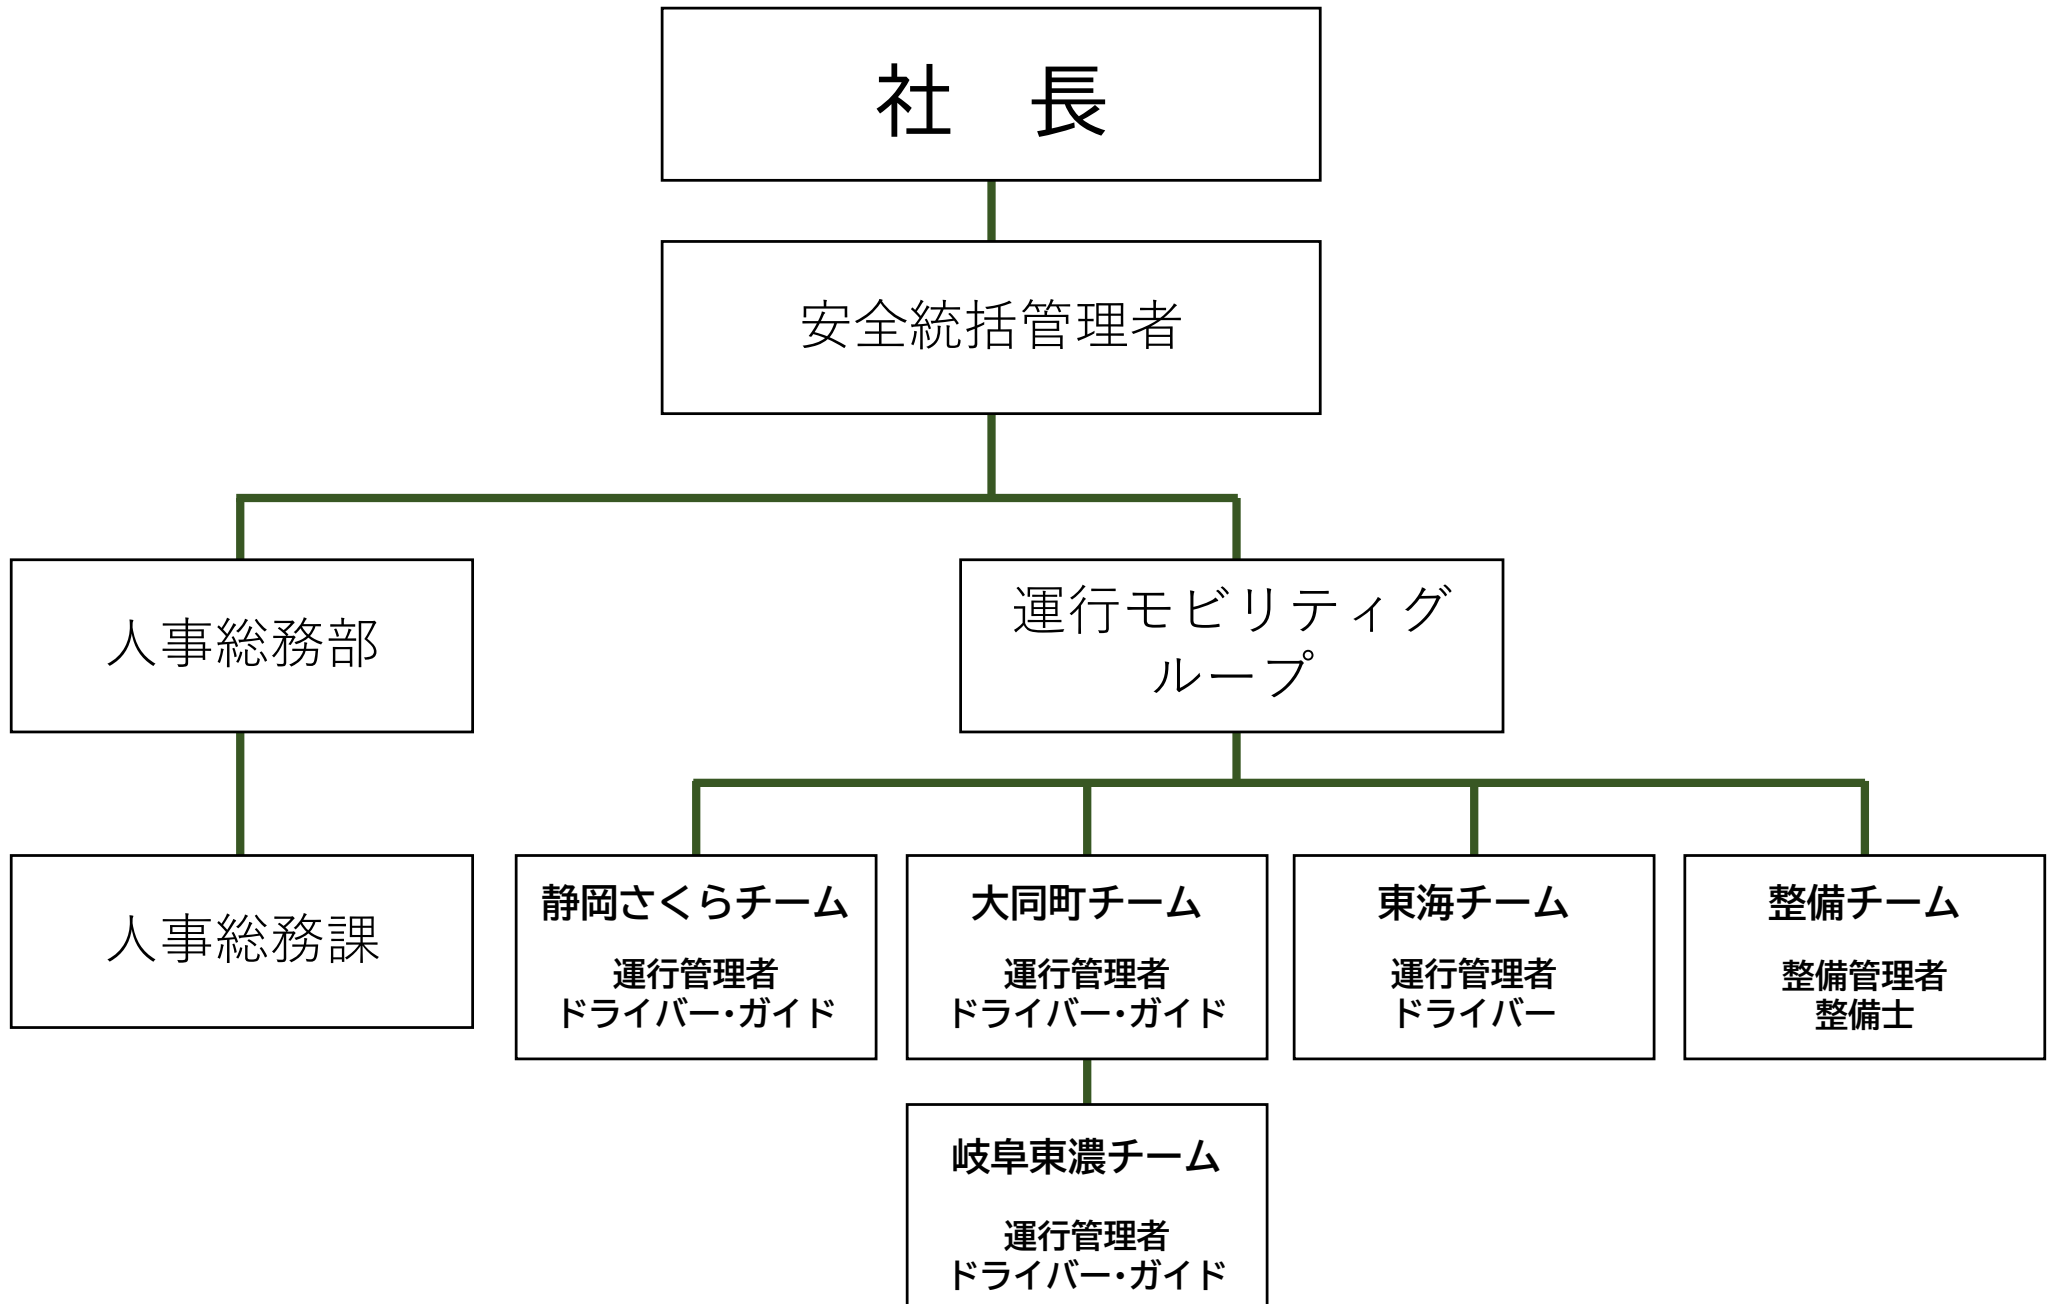 社　長
安全統括管理者
人事総務部
運行モビリティグ
ループ
人事総務課
静岡さくらチーム
運行管理者
ドライバー・ガイド
大同町チーム
運行管理者
ドライバー・ガイド
東海チーム
運行管理者
ドライバー
整備チーム
整備管理者
整備士
岐阜東濃チーム
運行管理者
ドライバー・ガイド